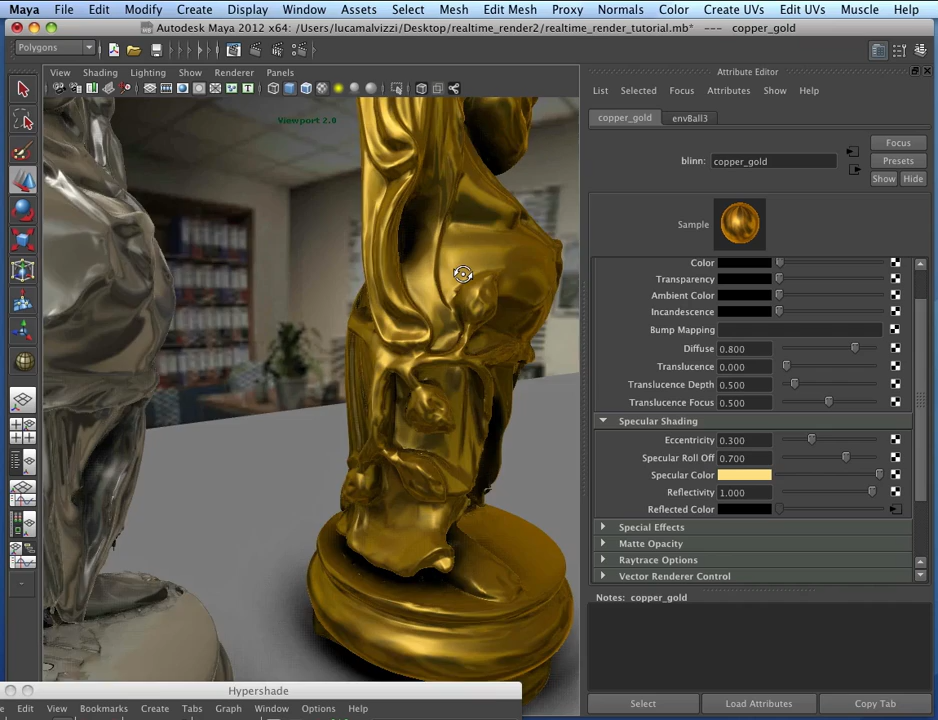 Maya File Edit Modify Create Display Window Assets Select Mesh Edit Mesh Proxy Normals Color Create UVs Edit UVs Muscle Help
Autodesk Maya 2012 x64: /Users/lucamalvizzi/Desktop/realtime_render2/realtime_render_tutorial.mb* --- copper_gold
Polygons
View Shading Lighting Show Renderer Panels
Viewport 2.0
Attribute Editor
List Selected Focus Attributes Show Help
copper_gold envBall3
Focus
blinn: copper_gold
Presets
Show Hide
Sample
Color
Transparency
Ambient Color
Incandescence
Bump Mapping
Diffuse 0.800
Translucence 0.000
Translucence Depth 0.500
Translucence Focus 0.500
Specular Shading
Eccentricity 0.300
Specular Roll Off 0.700
Specular Color
Reflectivity 1.000
Reflected Color
Special Effects
Matte Opacity
Raytrace Options
Vector Renderer Control
Notes: copper_gold
Select Load Attributes Copy Tab
Hypershade
Edit View Bookmarks Create Tabs Graph Window Options Help